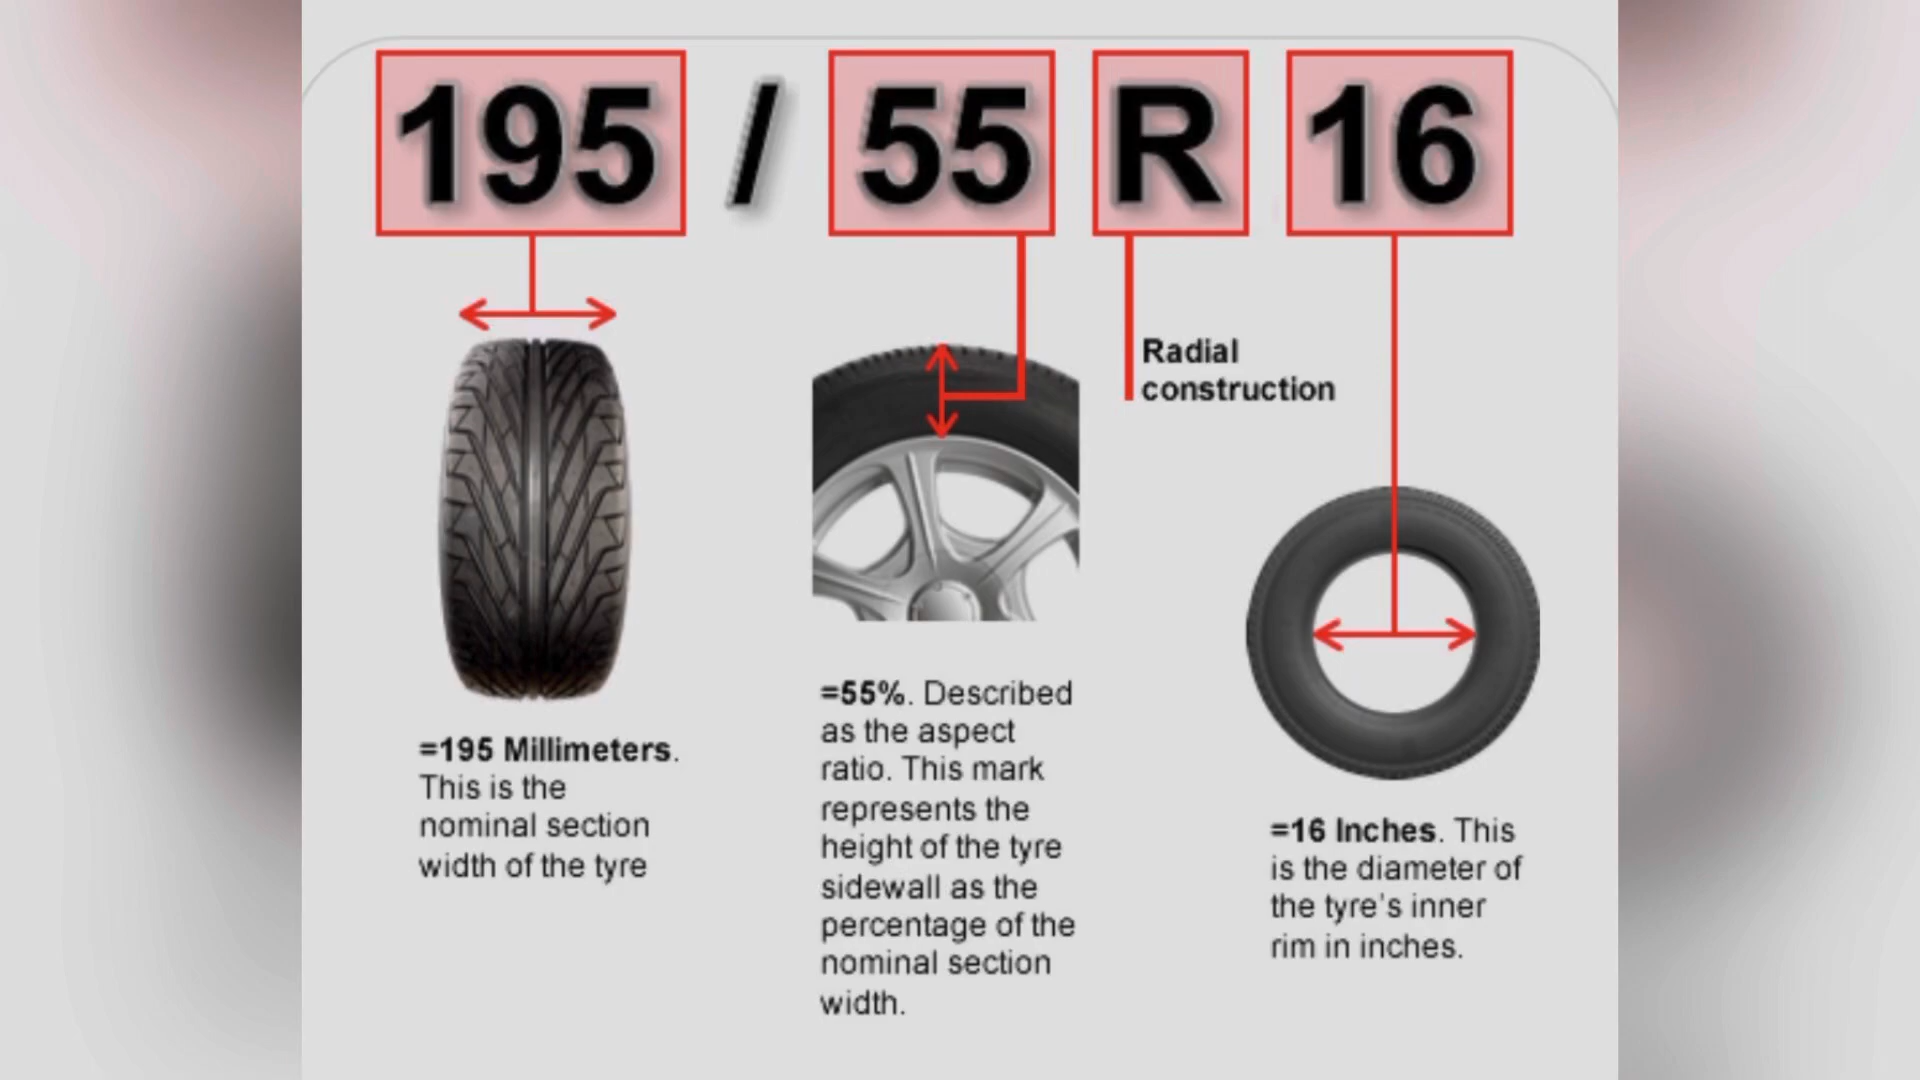 195 / 55 R 16
Radial
construction
=195 Millimeters.
This is the
nominal section
width of the tyre
=55%. Described
as the aspect
ratio. This mark
represents the
height of the tyre
sidewall as the
percentage of the
nominal section
width.
=16 Inches. This
is the diameter of
the tyre's inner
rim in inches.